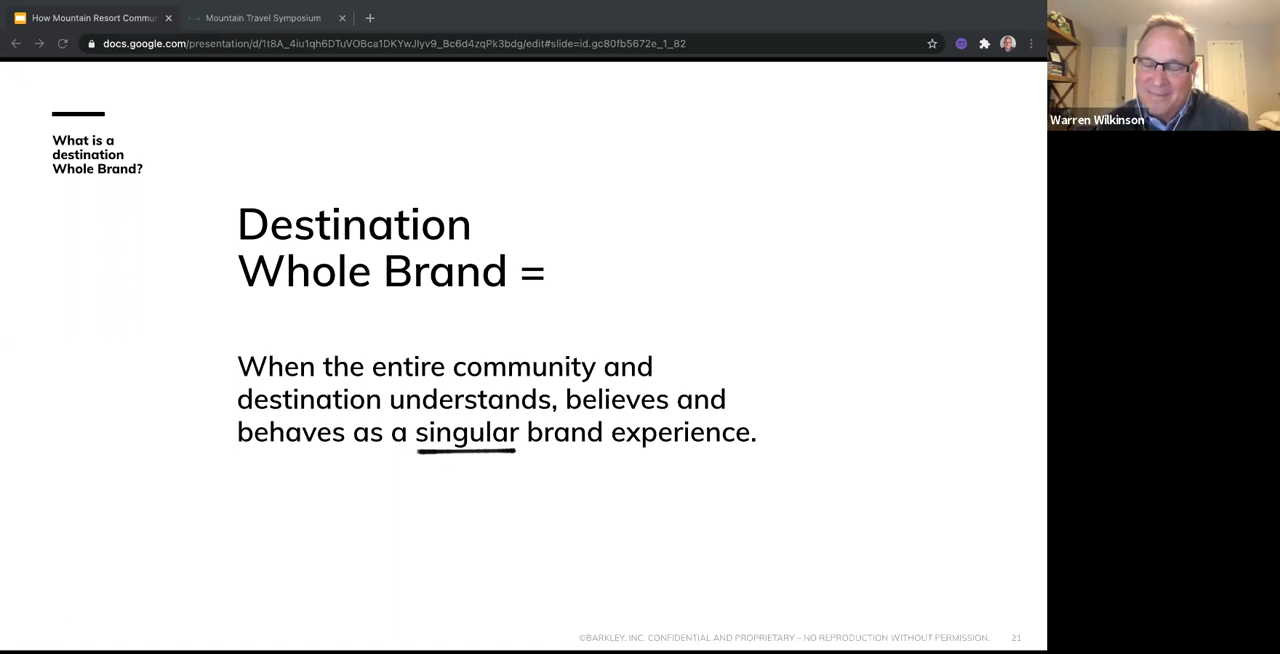 How Mountain Resort Commu
Mountain Travel Symposium
docs.google.com/presentation/d/1t8A_4iu1qh6DTuVOBca1DKYwJlyv9_Bc6d4zqPk3bdg/edit#slide=id.gc80fb5672e_1_82
Warren Wilkinson
What is a
destination
Whole Brand?
Destination
Whole Brand =
When the entire community and
destination understands, believes and
behaves as a singular brand experience.
©BARKLEY, INC. CONFIDENTIAL AND PROPRIETARY – NO REPRODUCTION WITHOUT PERMISSION. 21